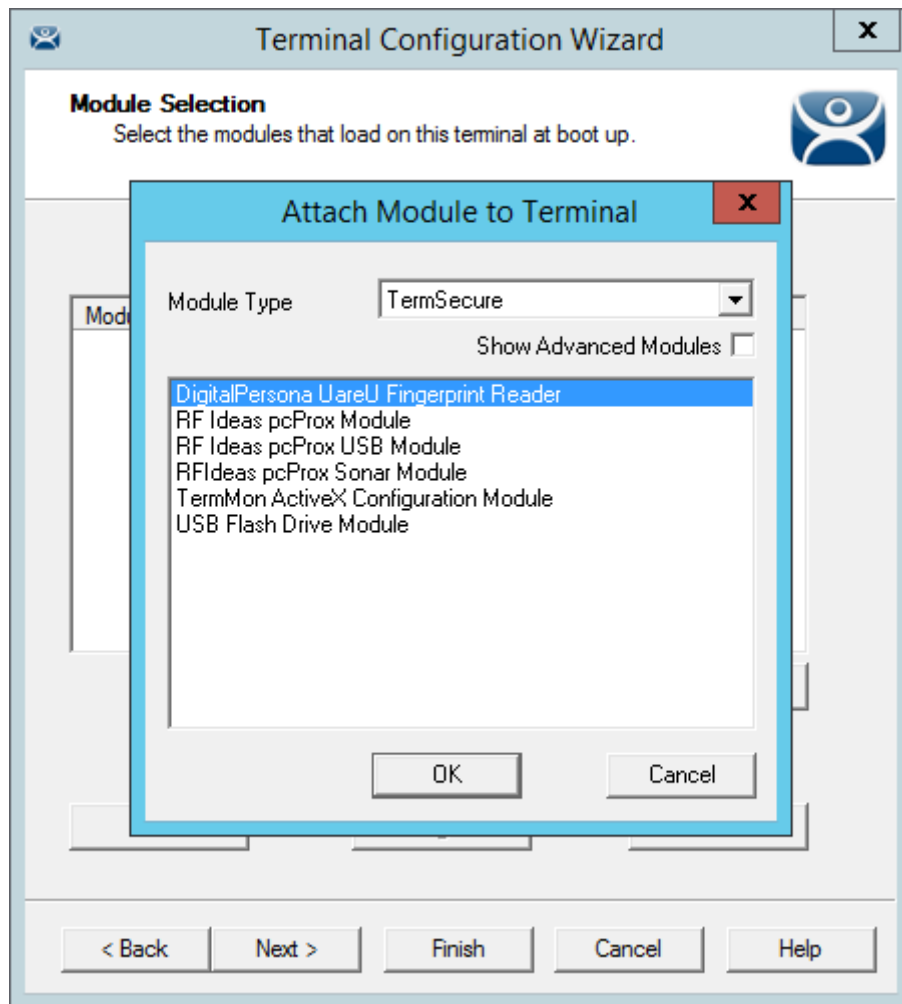 Terminal Configuration Wizard
x
Module Selection
Select the modules that load on this terminal at boot up.
Attach Module to Terminal
x
Module Type
TermSecure
Show Advanced Modules
DigitalPersona UareU Fingerprint Reader
RF Ideas pcProx Module
RF Ideas pcProx USB Module
RFIdeas pcProx Sonar Module
TermMon ActiveX Configuration Module
USB Flash Drive Module
OK
Cancel
< Back
Next >
Finish
Cancel
Help